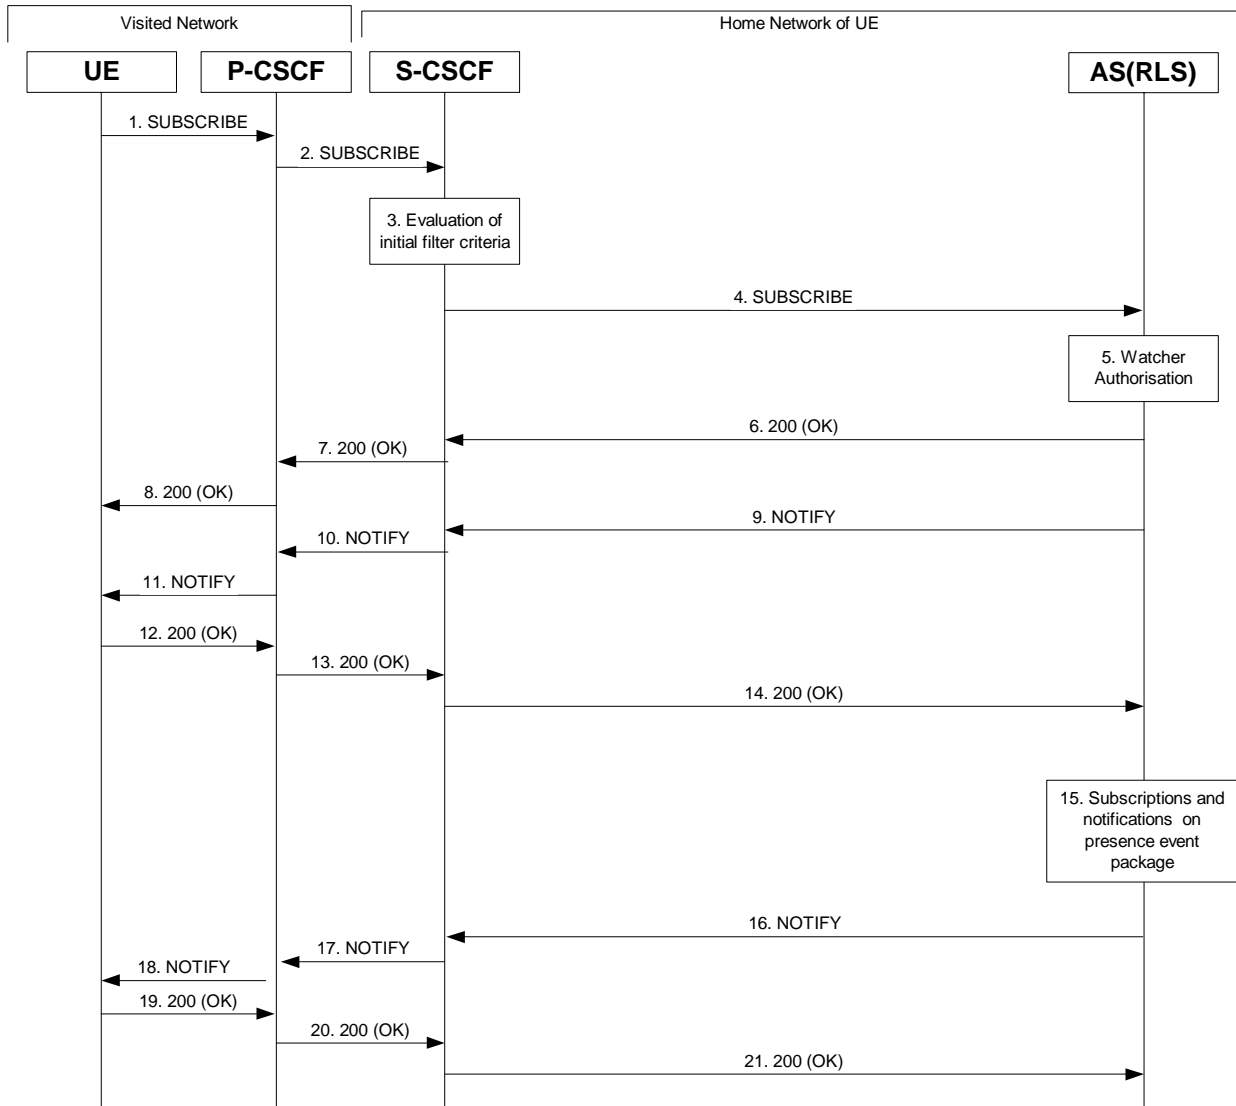 Visited Network
Home Network of UE
UE
P-CSCF
S-CSCF
AS(RLS)
1. SUBSCRIBE
2. SUBSCRIBE
3. Evaluation of
initial filter criteria
4. SUBSCRIBE
5. Watcher
Authorisation
6. 200 (OK)
7. 200 (OK)
8. 200 (OK)
9. NOTIFY
10. NOTIFY
11. NOTIFY
12. 200 (OK)
13. 200 (OK)
14. 200 (OK)
15. Subscriptions and
notifications on
presence event
package
16. NOTIFY
17. NOTIFY
18. NOTIFY
19. 200 (OK)
20. 200 (OK)
21. 200 (OK)